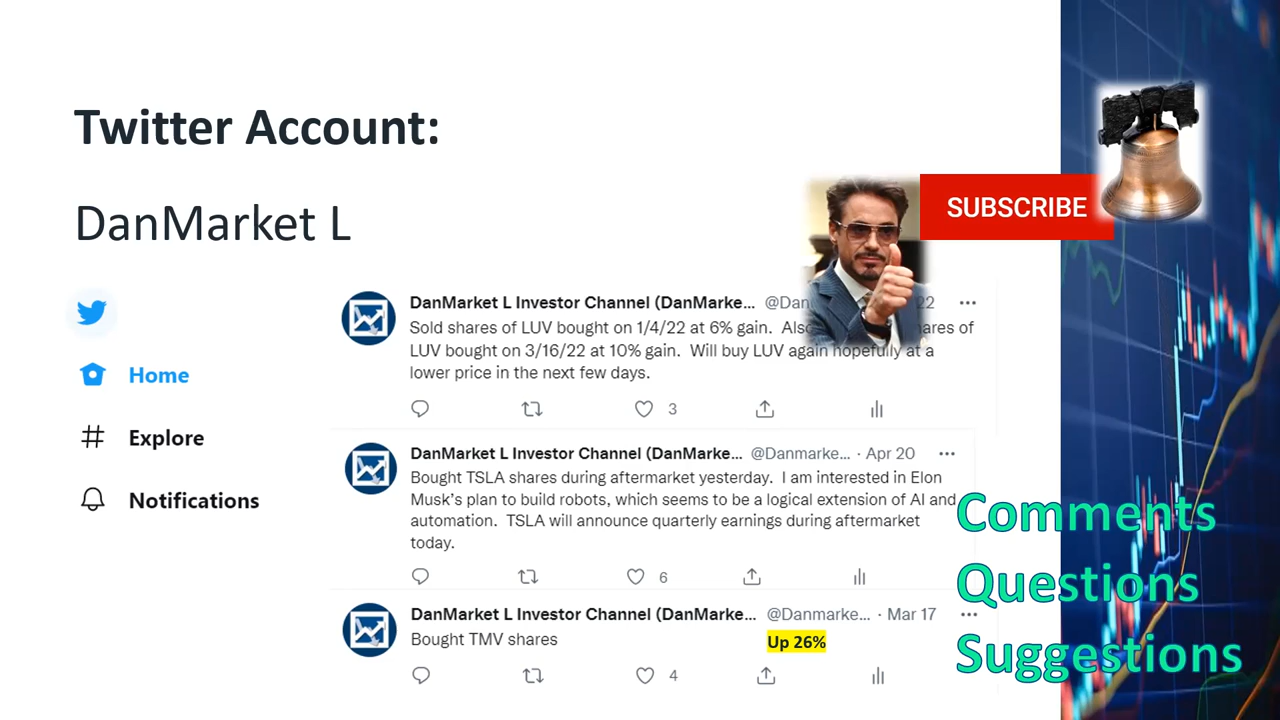 Twitter Account:
DanMarket L
SUBSCRIBE
Home
Explore
Notifications
DanMarket L Investor Channel (DanMarke... @Dan 22 ...
Sold shares of LUV bought on 1/4/22 at 6% gain. Also hares of
LUV bought on 3/16/22 at 10% gain. Will buy LUV again hopefully at a
lower price in the next few days.
3
DanMarket L Investor Channel (DanMarke... @Danmarke... · Apr 20 ...
Bought TSLA shares during aftermarket yesterday. I am interested in Elon
Musk's plan to build robots, which seems to be a logical extension of AI and
automation. TSLA will announce quarterly earnings during aftermarket
today.
6
DanMarket L Investor Channel (DanMarke... @Danmarke... · Mar 17 ...
Bought TMV shares Up 26%
4
Comments
Questions
Suggestions